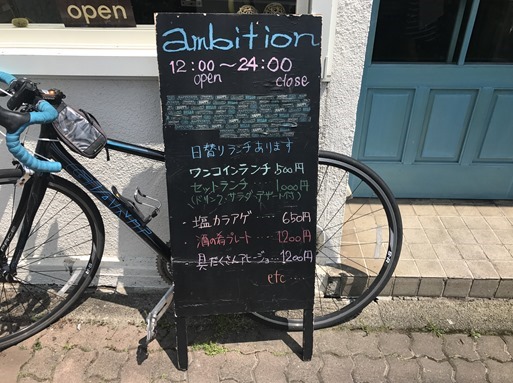 open
ambition
12:00～24:00
open close
日替りランチあります
ワンコインランチ 500円
セットランチ・・・・1000円
(ドリンク・サラダ・デザート付)
塩カラアゲ・・・・650円
酒の肴プレート・・・1200円
具だくさんアヒージョ・・・1200円
etc・・・・